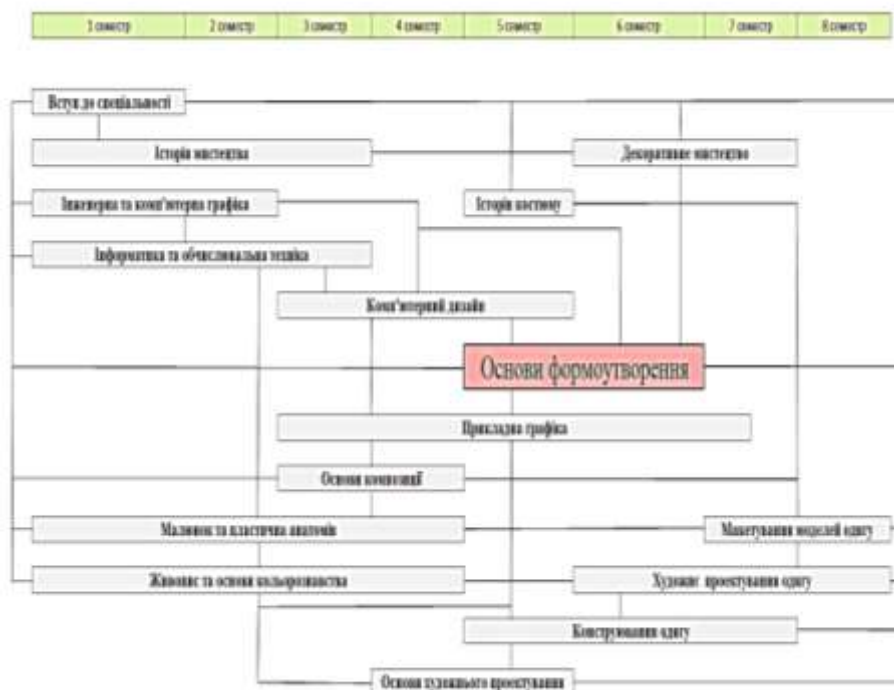 1 семестр 2 семестр 3 семестр 4 семестр 5 семестр 6 семестр 7 семестр 8 семестр
Вступ до спеціальності
Історія мистецтва Декоративне мистецтво
Інженерна та комп'ютерна графіка Історія костюму
Інформатика та обчислювальна техніка
Комп'ютерний дизайн
Основи формоутворення
Прикладна графіка
Основи композиції
Малюнок та пластична анатомія Макетування моделей одягу
Живопис та основи кольорознавства Художнє проектування одягу
Конструювання одягу
Основи художнього проектування